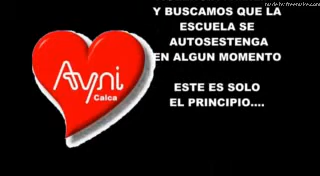 Y BUSCAMOS QUE LA
ESCUELA SE
AUTOSESTENGA
EN ALGUN MOMENTO
ESTE ES SOLO
EL PRINCIPIO....
Ayni
Calca